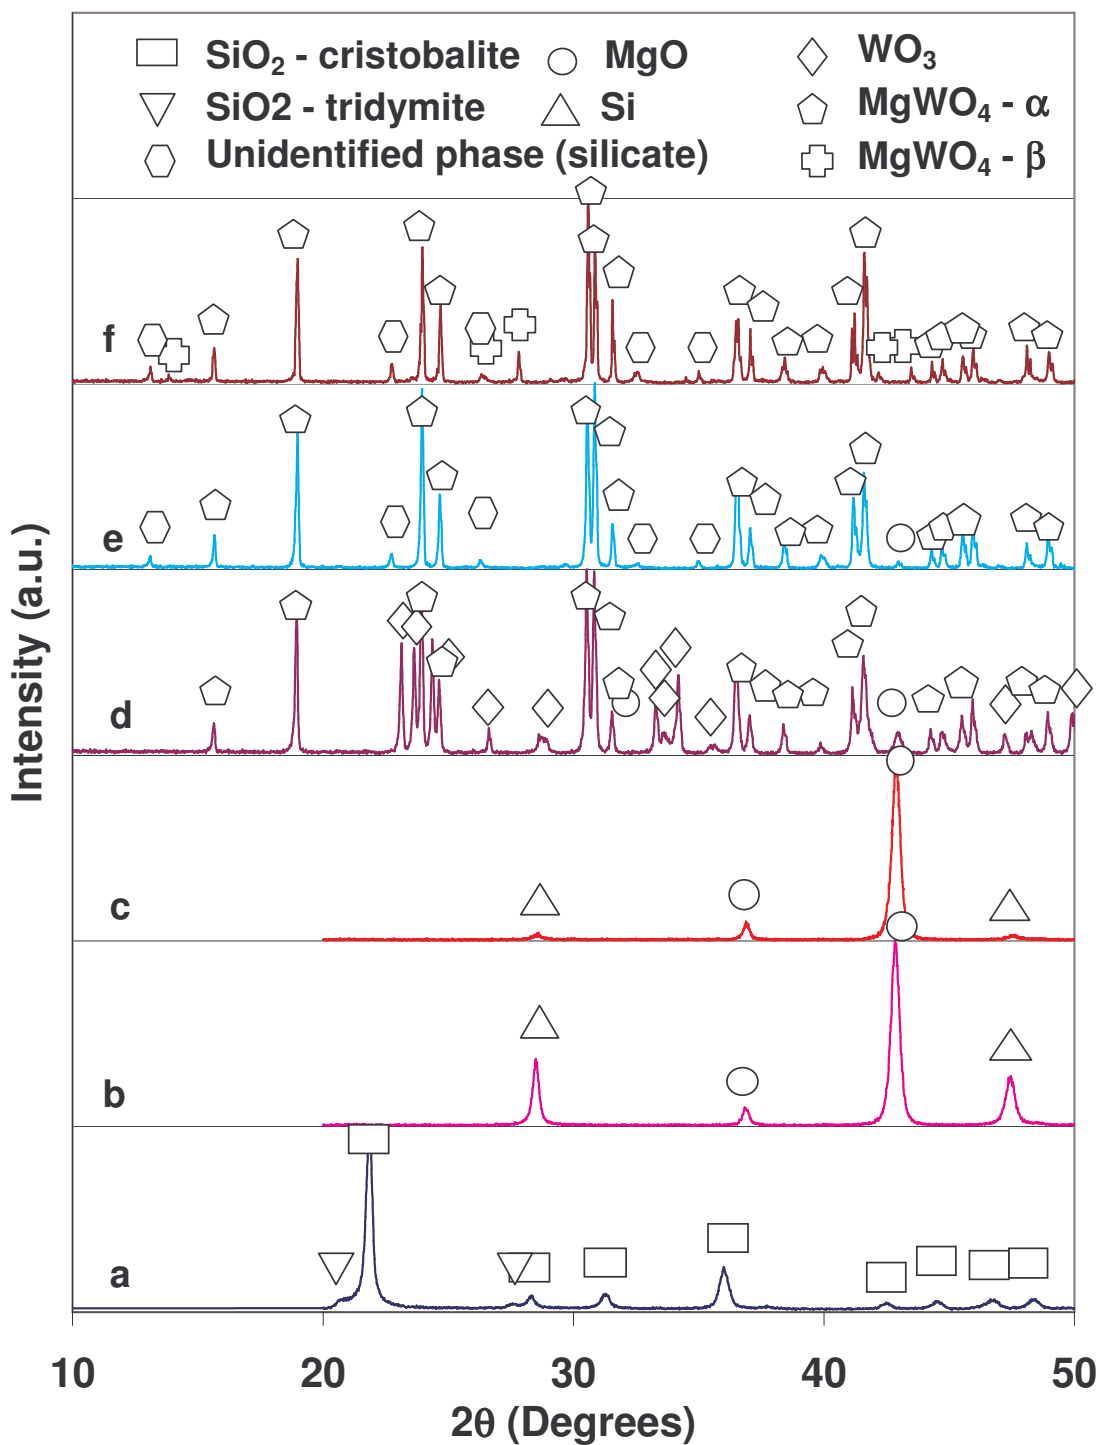 SiO₂ - cristobalite MgO WO₃
SiO2 - tridymite Si MgWO₄ - α
Unidentified phase (silicate) MgWO₄ - β
f
e
d
c
b
a
Intensity (a.u.)
10 20 30 40 50
2θ (Degrees)